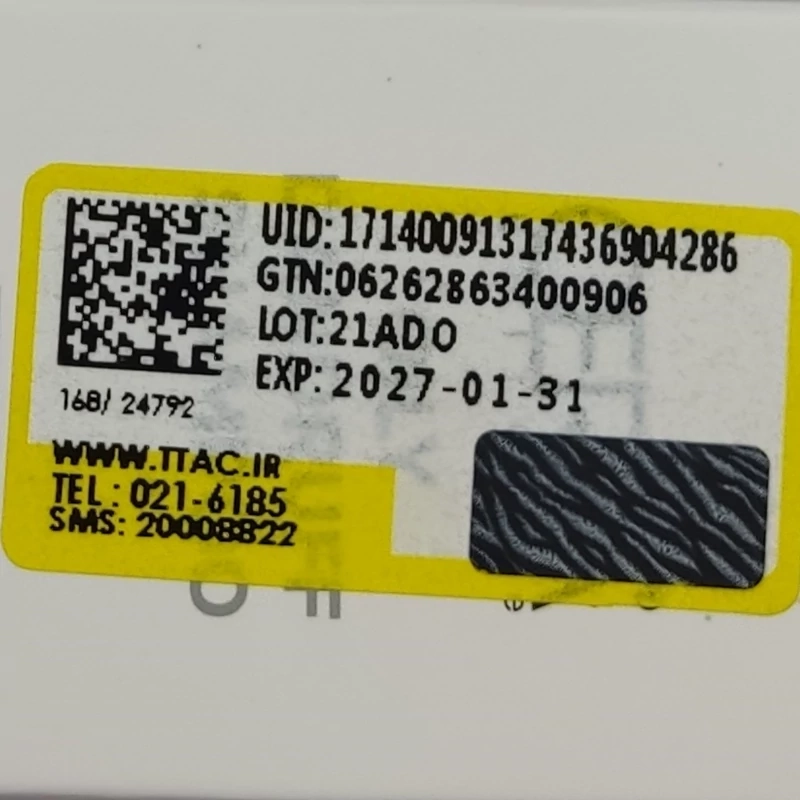 UID:17140091317436904286
GTN:06262863400906
LOT:21ADO
EXP: 2027-01-31
168/ 24792
WWW.TTAC.IR
TEL : 021-6185
SMS: 20008822